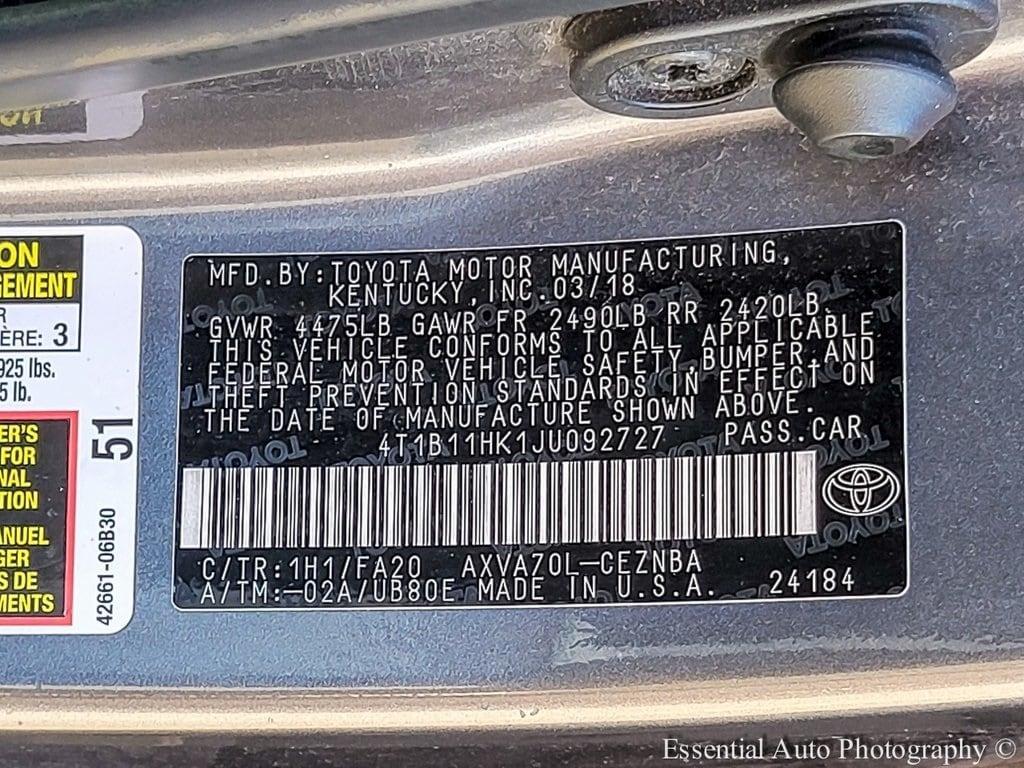 ON
EMENT
R
ÈRE: 3
925 lbs.
5 lb.
ER'S
FOR
NAL
TION
ANUEL
GER
S DE
MENTS
51
42661-06B30
MFD.BY:TOYOTA MOTOR MANUFACTURING,
KENTUCKY,INC.03/18
GVWR 4475LB GAWR FR 2490LB RR 2420LB
THIS VEHICLE CONFORMS TO ALL APPLICABLE
FEDERAL MOTOR VEHICLE SAFETY,BUMPER,AND
THEFT PREVENTION STANDARDS IN EFFECT ON
THE DATE OF MANUFACTURE SHOWN ABOVE.
4T1B11HK1JU092727 PASS.CAR
C/TR:1H1/FA20 AXVA70L-CEZNBA
A/TM:-02A/UB80E MADE IN U.S.A. 24184
TOYOTA
Essential Auto Photography ©